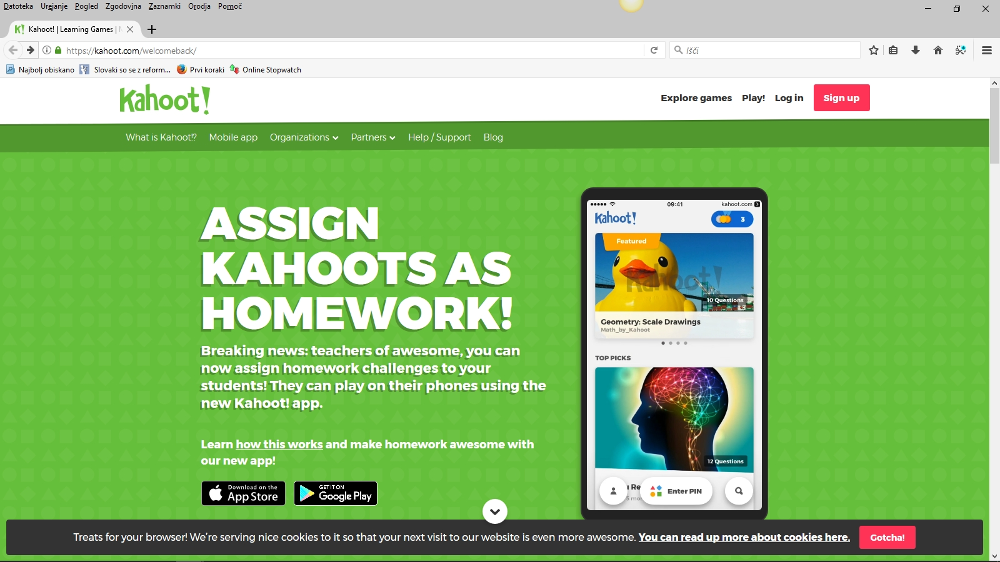 Datoteka Urejanje Pogled Zgodovina Zaznamki Orodja Pomoč
K! Kahoot! | Learning Games |
https://kahoot.com/welcomeback/
Išči
Najbolj obiskano Slovaki so se z reform... Prvi koraki Online Stopwatch
Kahoot!
Explore games Play! Log in Sign up
What is Kahoot!? Mobile app Organizations Partners Help / Support Blog
ASSIGN
KAHOOTS AS
HOMEWORK!
Breaking news: teachers of awesome, you can
now assign homework challenges to your
students! They can play on their phones using the
new Kahoot! app.
Learn how this works and make homework awesome with
our new app!
Download on the
App Store
GET IT ON
Google Play
09:41 kahoot.com
Kahoot! 3
Featured
Kahoot!
10 Questions
Geometry: Scale Drawings
Math_by_Kahoot
TOP PICKS
12 Questions
Enter PIN
Treats for your browser! We're serving nice cookies to it so that your next visit to our website is even more awesome. You can read up more about cookies here. Gotcha!